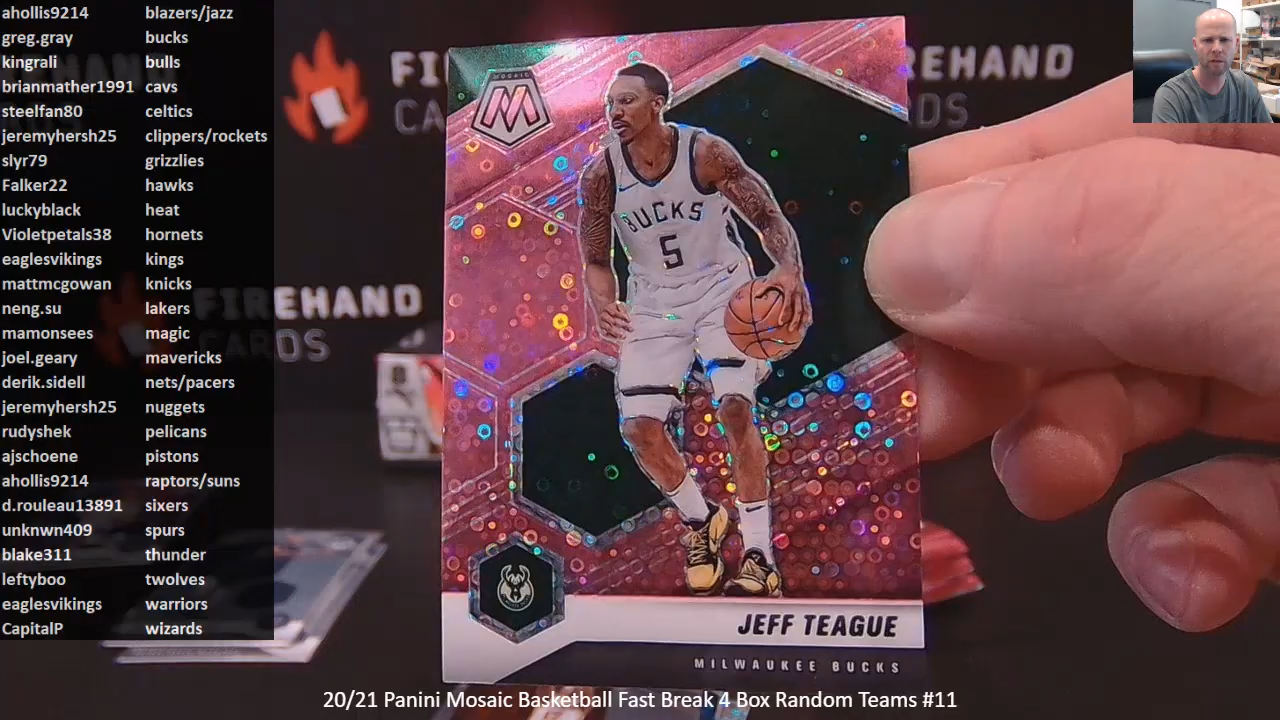 ahollis9214 blazers/jazz
greg.gray bucks
kingrali bulls
brianmather1991 cavs
steelfan80 celtics
jeremyhersh25 clippers/rockets
slyr79 grizzlies
Falker22 hawks
luckyblack heat
Violetpetals38 hornets
eaglesvikings kings
mattmcgowan knicks
neng.su lakers
mamonsees magic
joel.geary mavericks
derik.sidell nets/pacers
jeremyhersh25 nuggets
rudyshek pelicans
ajschoene pistons
ahollis9214 raptors/suns
d.rouleau13891 sixers
unknwn409 spurs
blake311 thunder
leftyboo twolves
eaglesvikings warriors
CapitalP wizards
FIREHAND
CARDS
MOSAIC
M
BUCKS
5
JEFF TEAGUE
MILWAUKEE BUCKS
20/21 Panini Mosaic Basketball Fast Break 4 Box Random Teams #11